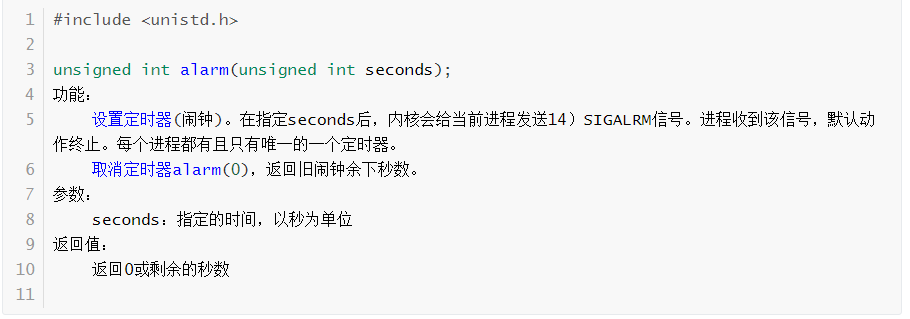 1 #include <unistd.h>
2
3 unsigned int alarm(unsigned int seconds);
4 功能：
5 设置定时器(闹钟)。在指定seconds后，内核会给当前进程发送14）SIGALRM信号。进程收到该信号，默认动
作终止。每个进程都有且只有唯一的一个定时器。
6 取消定时器alarm(0)，返回旧闹钟余下秒数。
7 参数：
8 seconds：指定的时间，以秒为单位
9 返回值：
10 返回0或剩余的秒数
11